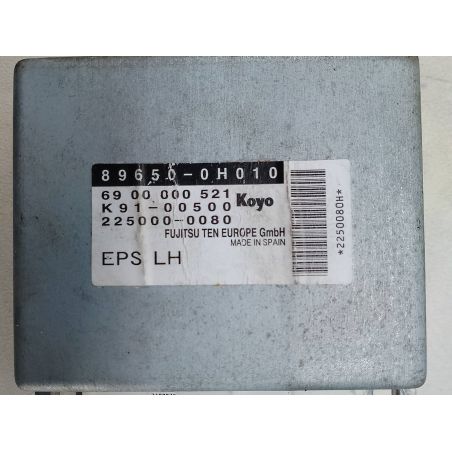 89650-0H010
69 00 000 521
K91-00500 Koyo
225000-0080
FUJITSU TEN EUROPE GmbH
MADE IN SPAIN
EPS LH
*2250080H*